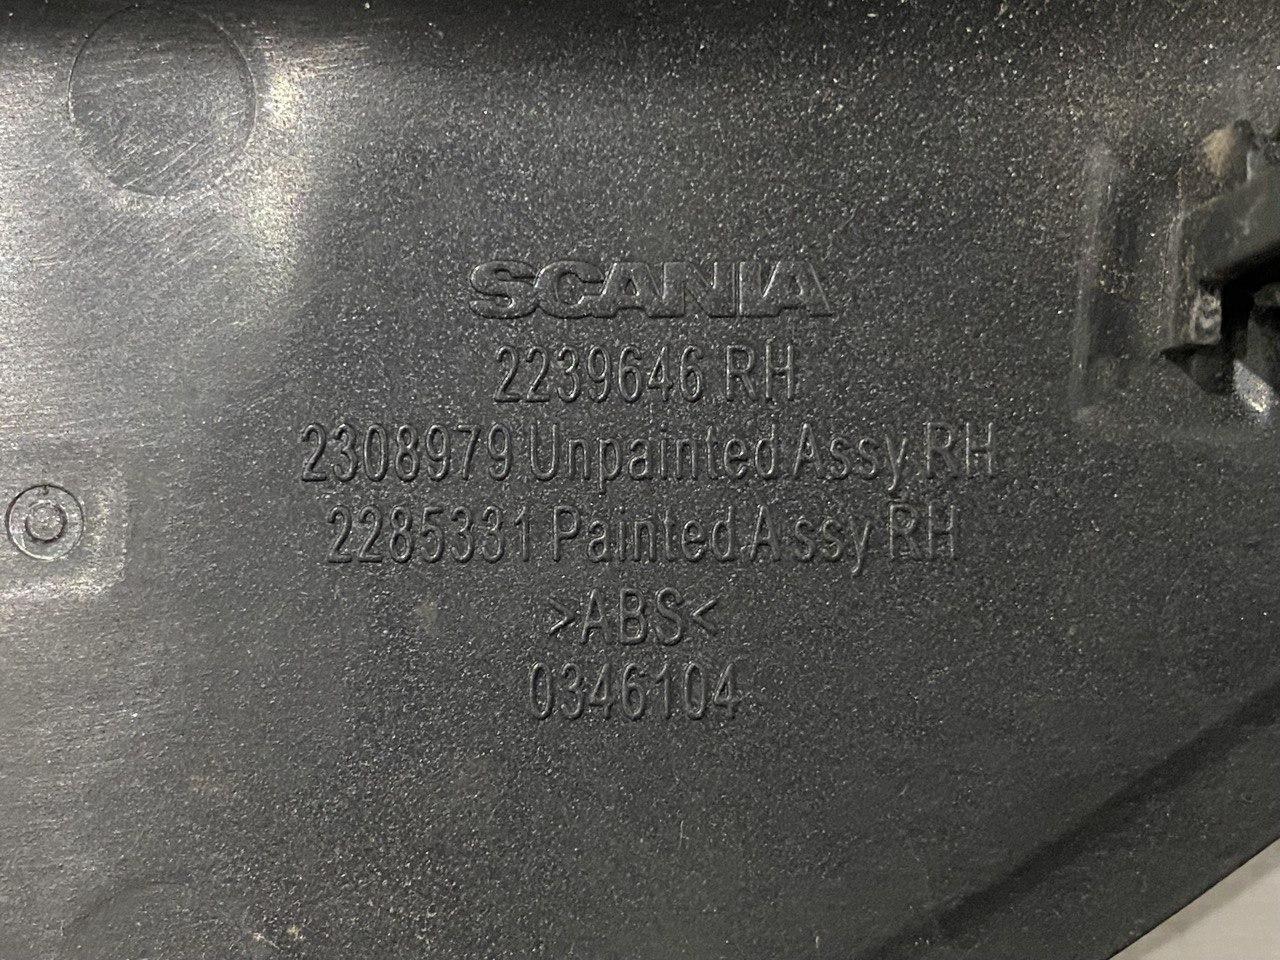 SCANIA
2239646 RH
2308979 Unpainted Assy RH
2285331 Painted Assy RH
>ABS<
0346104